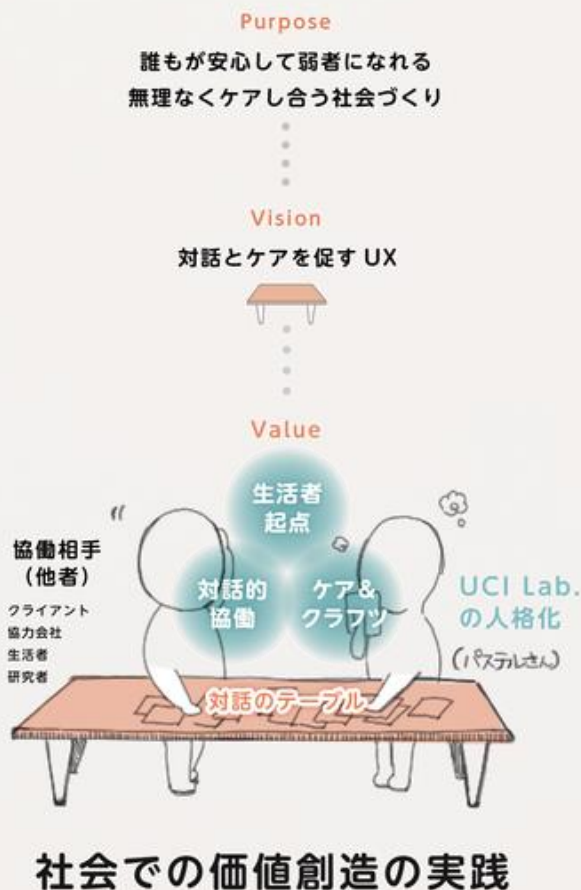 Purpose
誰もが安心して弱者になれる
無理なくケアし合う社会づくり
Vision
対話とケアを促す UX
Value
生活者
起点
対話的
協働
ケア＆
クラフツ
協働相手
（他者）
クライアント
協力会社
生活者
研究者
UCI Lab.
の人格化
(パステルさん)
対話のテーブル
社会での価値創造の実践